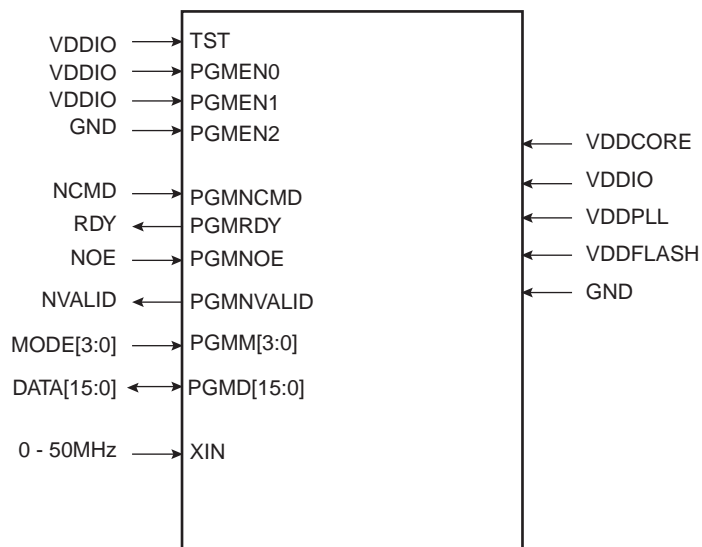 VDDIO TST
VDDIO PGMEN0
VDDIO PGMEN1
GND PGMEN2
VDDCORE
VDDIO
NCMD PGMNCMD
RDY PGMRDY
VDDPLL
NOE PGMNOE
VDDFLASH
NVALID PGMNVALID
GND
MODE[3:0] PGMM[3:0]
DATA[15:0] PGMD[15:0]
0 - 50MHz XIN